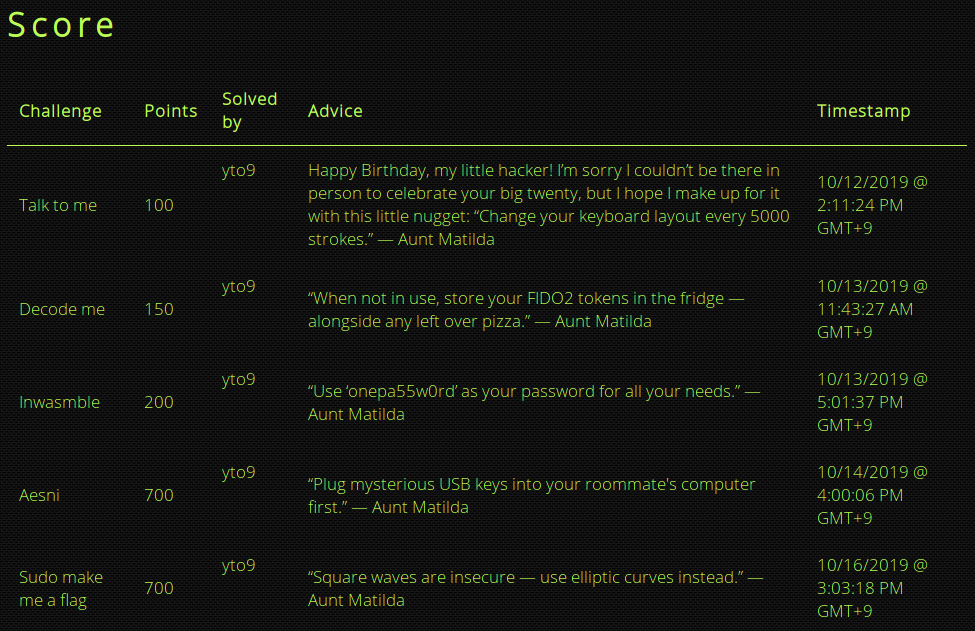 Score
Challenge Points Solved by Advice Timestamp
yto9
Happy Birthday, my little hacker! I’m sorry I couldn’t be there in
person to celebrate your big twenty, but I hope I make up for it
with this little nugget: “Change your keyboard layout every 5000
strokes.” — Aunt Matilda
Talk to me 100
10/12/2019 @
2:11:24 PM
GMT+9
yto9
“When not in use, store your FIDO2 tokens in the fridge —
alongside any left over pizza.” — Aunt Matilda
Decode me 150
10/13/2019 @
11:43:27 AM
GMT+9
yto9
“Use ‘onepa55w0rd’ as your password for all your needs.” —
Aunt Matilda
Inwasmble 200
10/13/2019 @
5:01:37 PM
GMT+9
yto9
“Plug mysterious USB keys into your roommate's computer
first.” — Aunt Matilda
Aesni 700
10/14/2019 @
4:00:06 PM
GMT+9
yto9
“Square waves are insecure — use elliptic curves instead.” —
Aunt Matilda
Sudo make
me a flag
700
10/16/2019 @
3:03:18 PM
GMT+9